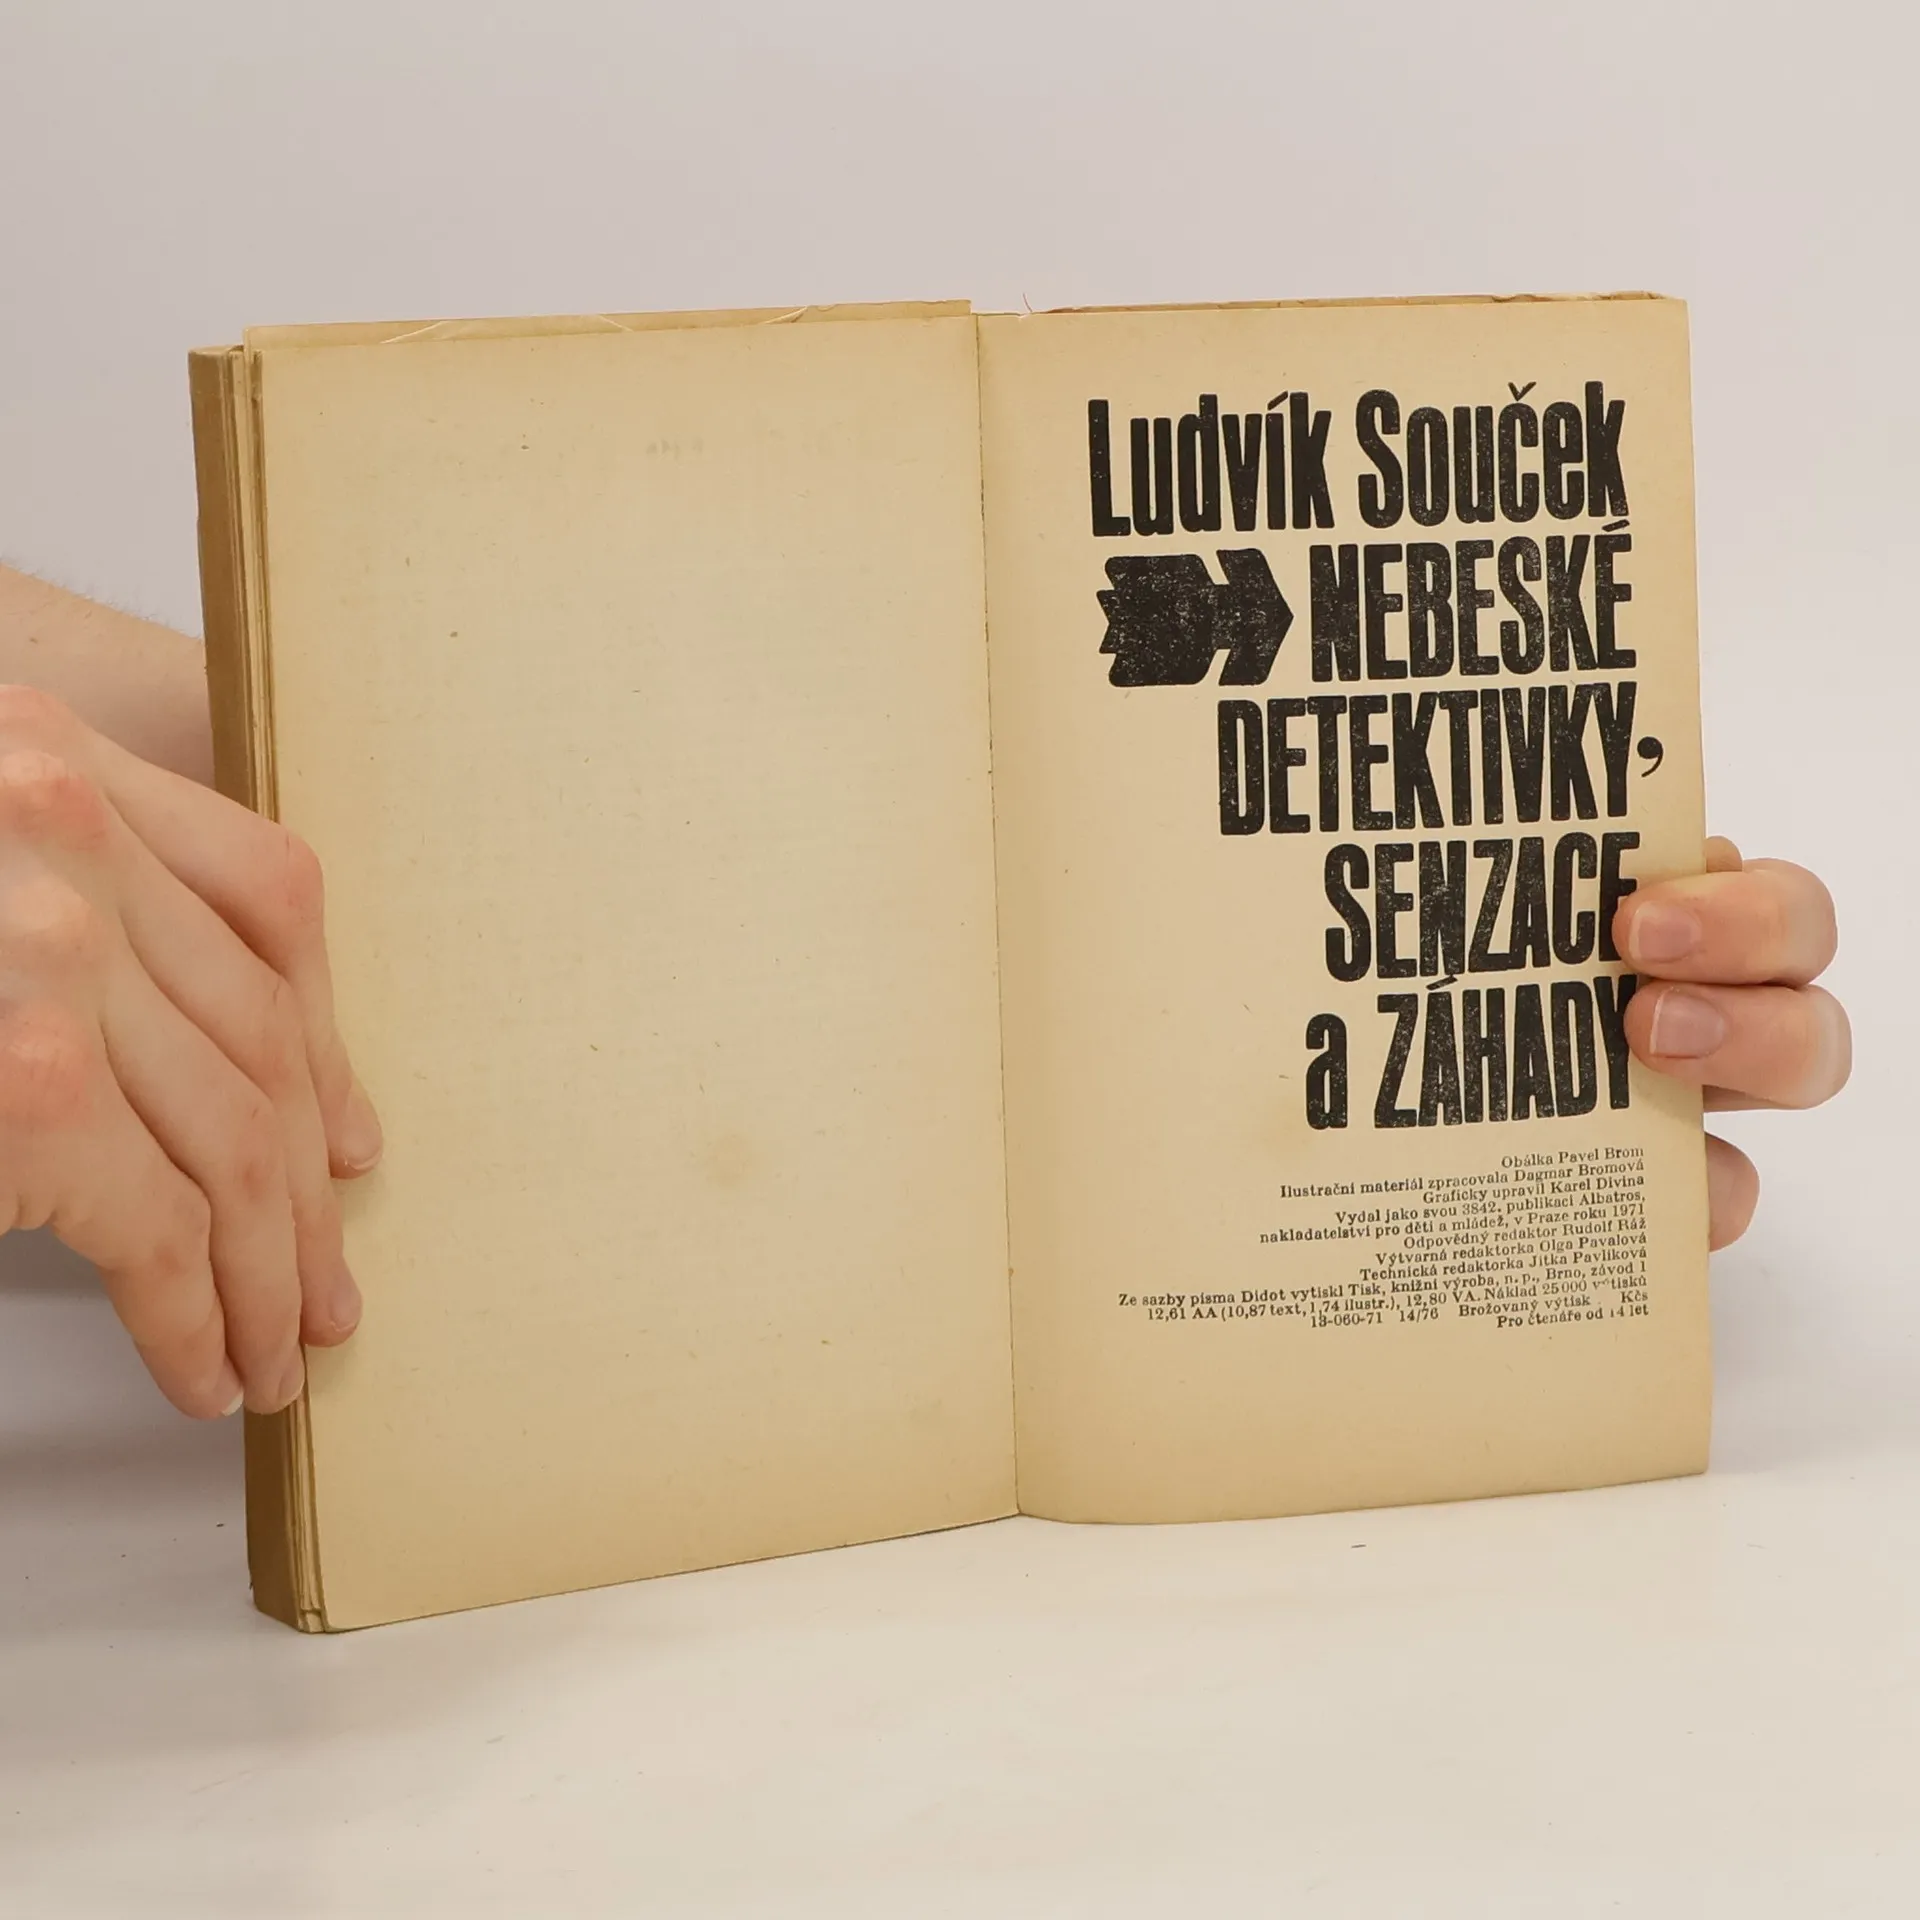 Ludvík Souček
NEBESKÉ
DETEKTIVKY,
SENZACE
a ZÁHADY
Obálka Pavel Brom
Ilustrační materiál zpracovala Dagmar Bromová
Graficky upravil Karel Divina
Vydal jako svou 3842. publikaci Albatros,
nakladatelství pro děti a mládež, v Praze roku 1971
Odpovědný redaktor Rudolf Ráž
Výtvarná redaktorka Olga Pavalová
Technická redaktorka Jitka Pavlíková
Ze sazby písma Didot vytiskl Tisk, knižní výroba, n. p., Brno, závod 1
12,61 AA (10,87 text, 1,74 ilustr.), 12,80 VA. Náklad 25 000 výtisků
13-060-71 14/76 Brožovaný výtisk Kčs
Pro čtenáře od 14 let